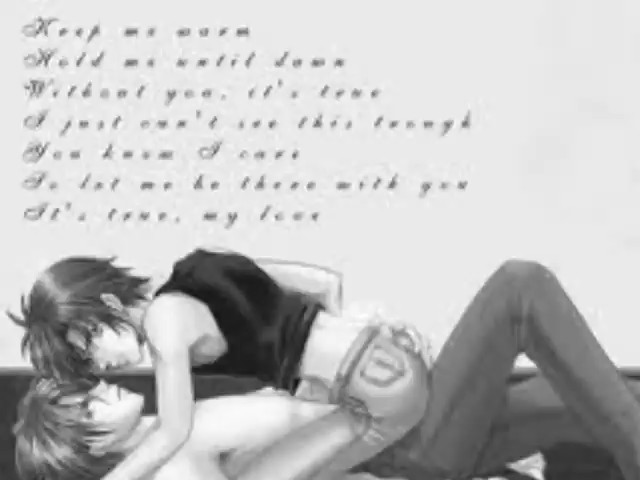 Keep me warm
Hold me until dawn
Without you, it's true
I just can't see this trough
You know I care
So let me be there with you
It's true, my love